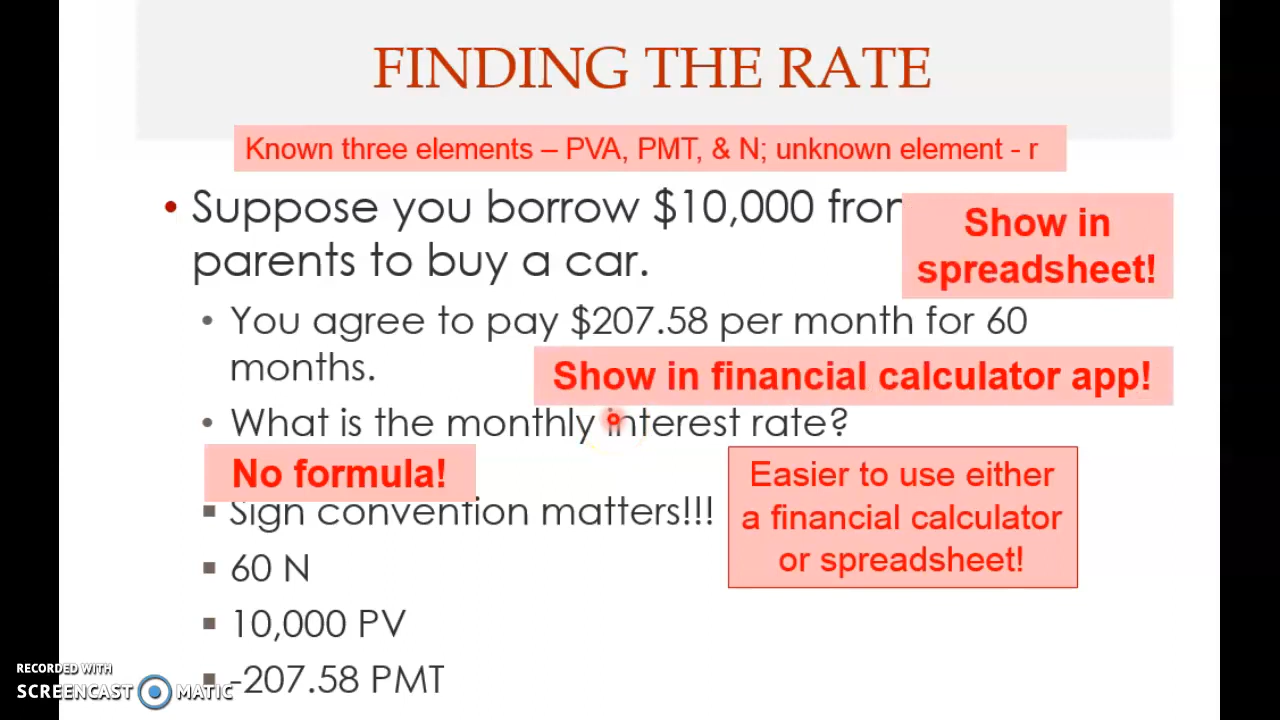 FINDING THE RATE
Known three elements – PVA, PMT, & N; unknown element - r
• Suppose you borrow $10,000
parents to buy a car.
Show in
spreadsheet!
• You agree to pay $207.58 per month for 60
months.
Show in financial calculator app!
• What is the monthly interest rate?
No formula!
▪ Sign convention matters!!!
Easier to use either
a financial calculator
or spreadsheet!
▪ 60 N
▪ 10,000 PV
▪ -207.58 PMT
RECORDED WITH
SCREENCAST MATIC